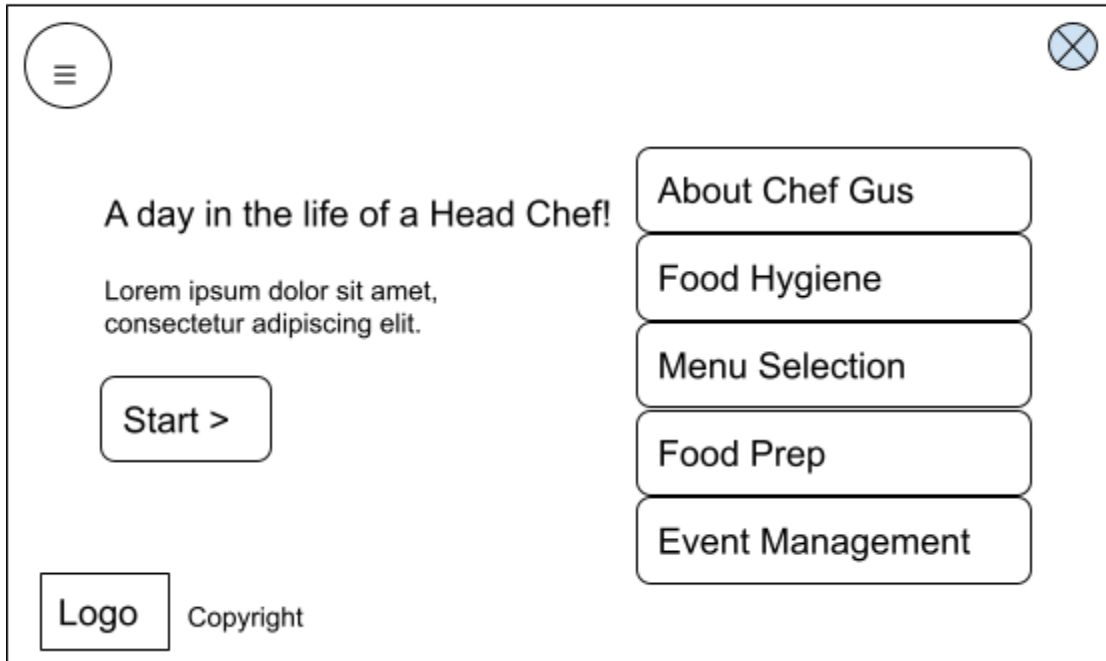 A day in the life of a Head Chef!
Lorem ipsum dolor sit amet,
consectetur adipiscing elit.
Start >
About Chef Gus
Food Hygiene
Menu Selection
Food Prep
Event Management
Logo
Copyright